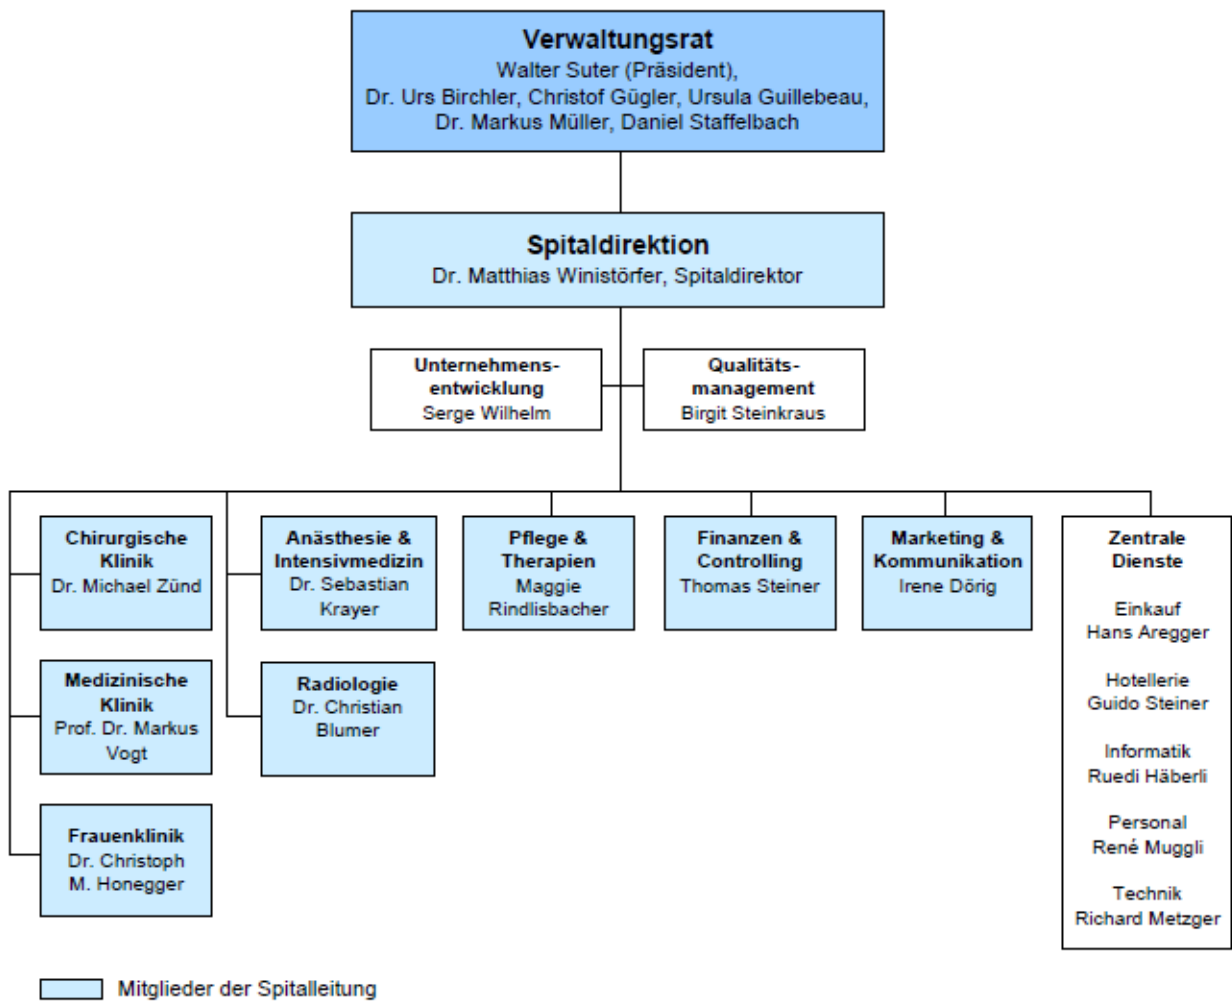 Verwaltungsrat
Walter Suter (Präsident),
Dr. Urs Birchler, Christof Gügler, Ursula Guillebeau,
Dr. Markus Müller, Daniel Staffelbach
Spitaldirektion
Dr. Matthias Winistörfer, Spitaldirektor
Unternehmens-
entwicklung
Serge Wilhelm
Qualitäts-
management
Birgit Steinkraus
Chirurgische
Klinik
Dr. Michael Zünd
Medizinische
Klinik
Prof. Dr. Markus
Vogt
Frauenklinik
Dr. Christoph
M. Honegger
Anästhesie &
Intensivmedizin
Dr. Sebastian
Krayer
Radiologie
Dr. Christian
Blumer
Pflege &
Therapien
Maggie
Rindlisbacher
Finanzen &
Controlling
Thomas Steiner
Marketing &
Kommunikation
Irene Dörig
Zentrale
Dienste
Einkauf
Hans Aregger
Hotellerie
Guido Steiner
Informatik
Ruedi Häberli
Personal
René Muggli
Technik
Richard Metzger
Mitglieder der Spitalleitung